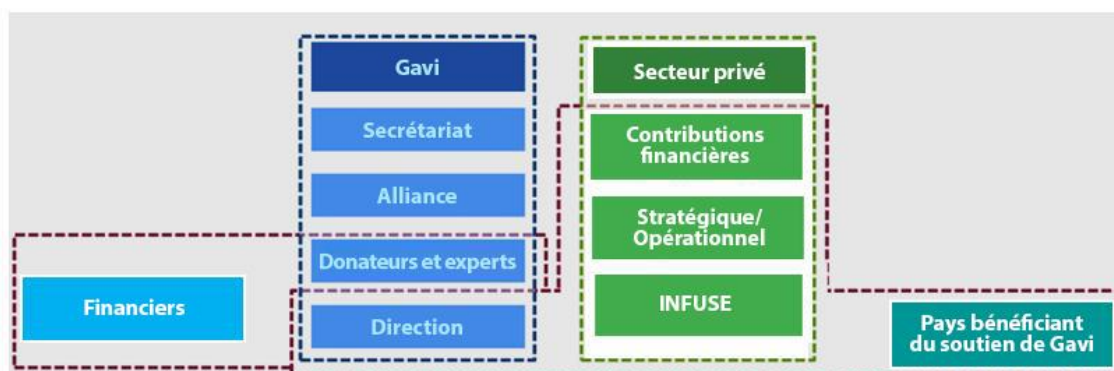 Gavi
Secrétariat
Alliance
Donateurs et experts
Direction
Secteur privé
Contributions
financières
Stratégique/
Opérationnel
INFUSE
Financiers
Pays bénéficiant
du soutien de Gavi